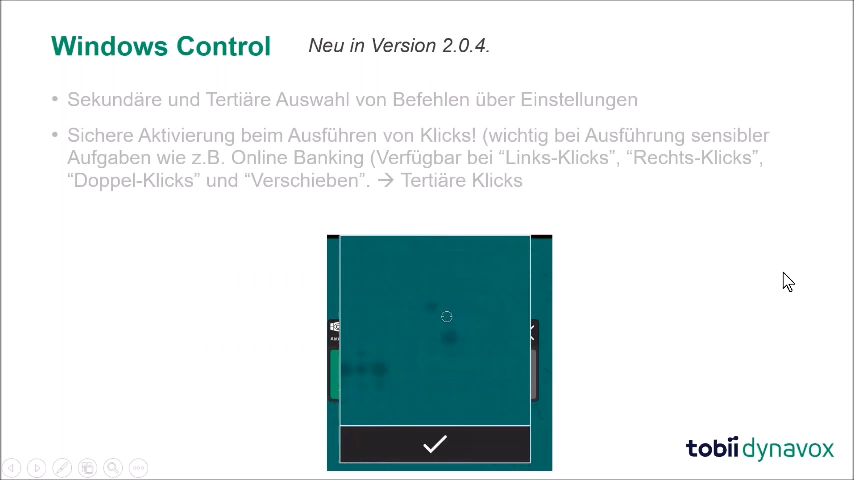 Windows Control
Neu in Version 2.0.4.
• Sekundäre und Tertiäre Auswahl von Befehlen über Einstellungen
• Sichere Aktivierung beim Ausführen von Klicks! (wichtig bei Ausführung sensibler
Aufgaben wie z.B. Online Banking (Verfügbar bei “Links-Klicks”, “Rechts-Klicks”,
“Doppel-Klicks” und “Verschieben”. → Tertiäre Klicks
tobii dynavox